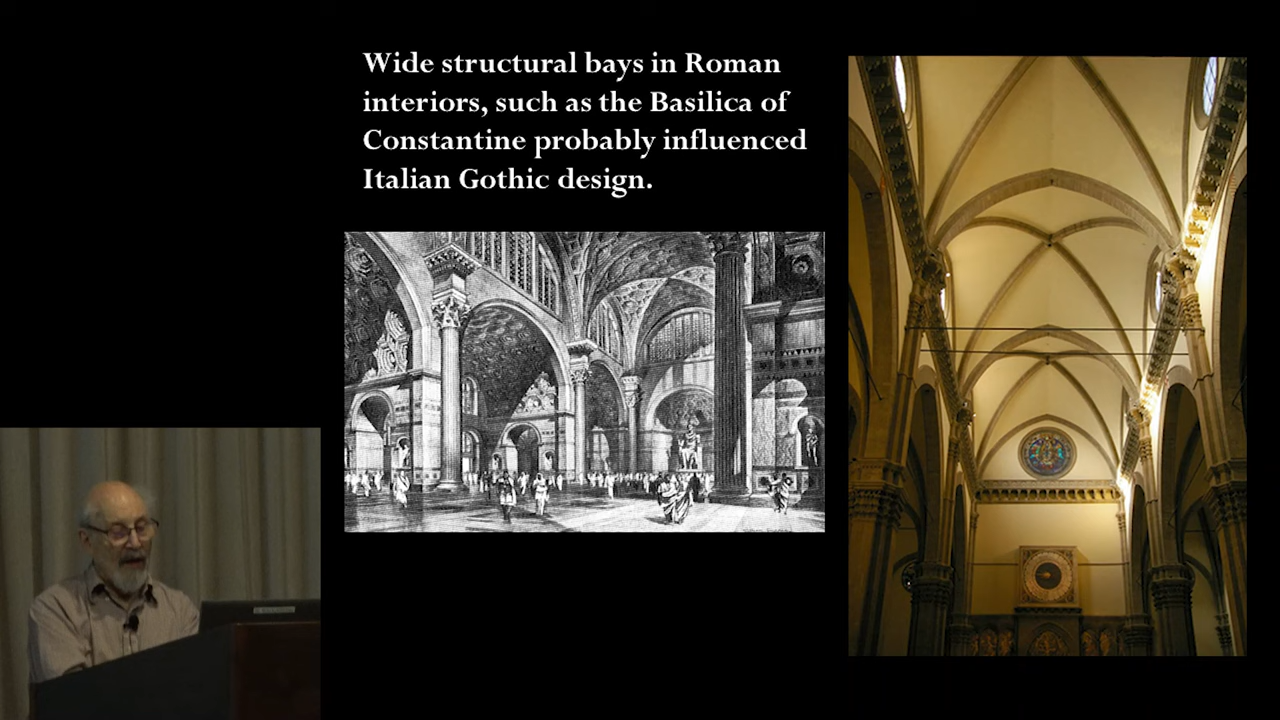 Wide structural bays in Roman
interiors, such as the Basilica of
Constantine probably influenced
Italian Gothic design.